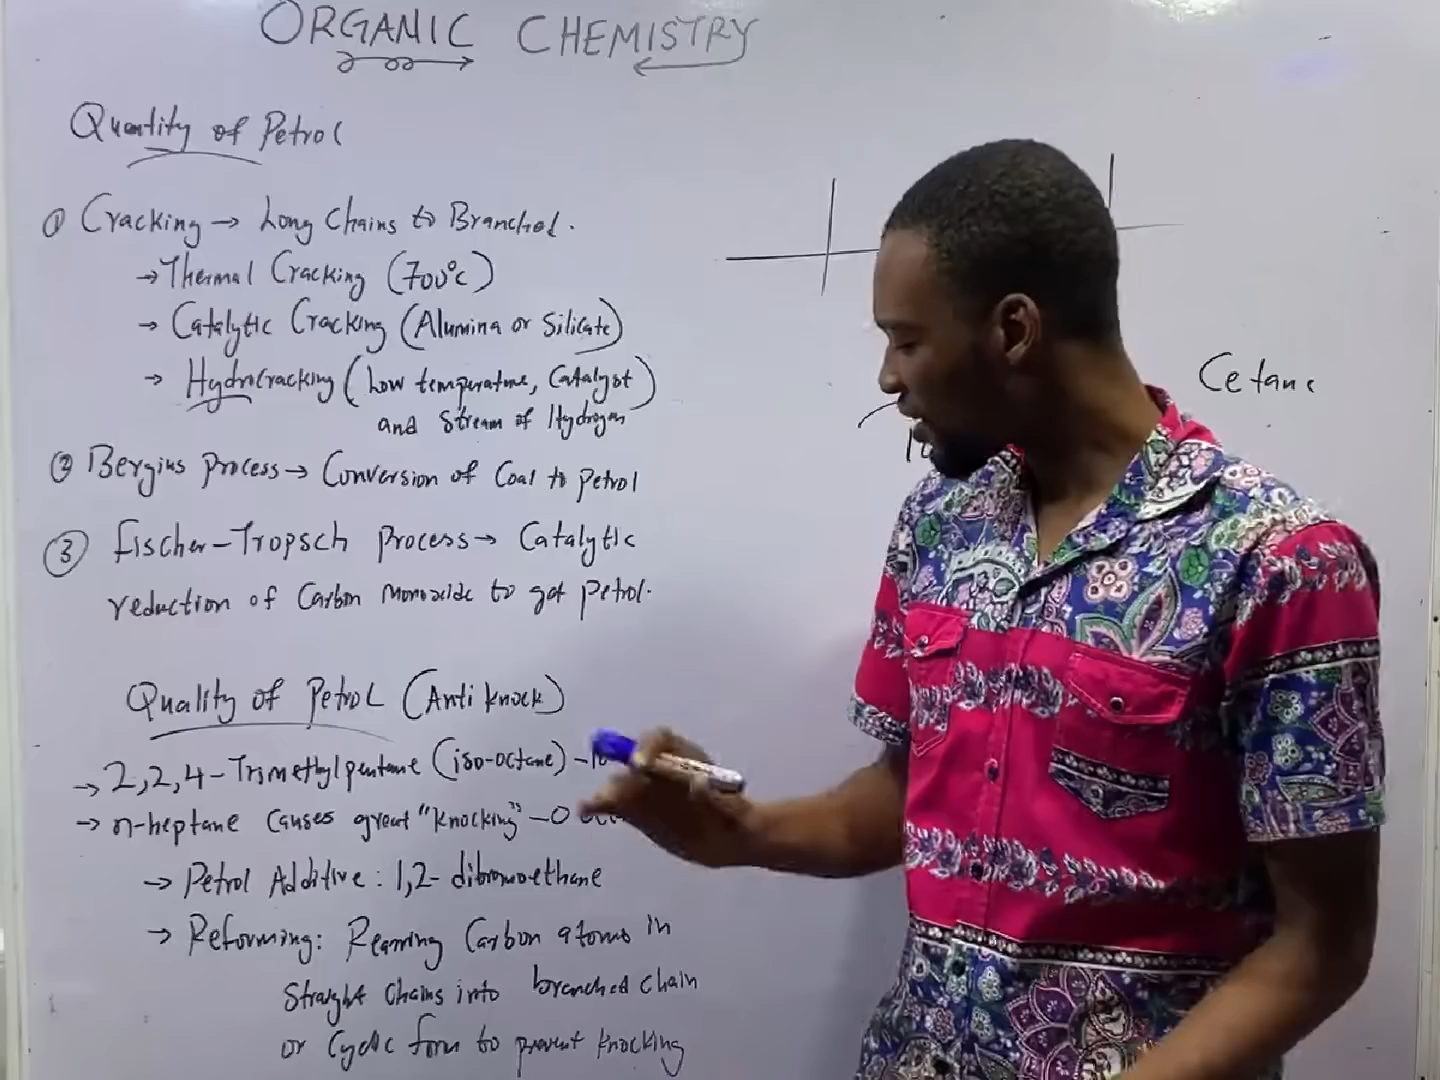 ORGANIC CHEMISTRY
Quantity of Petrol
① Cracking → Long Chains to Branched.
→ Thermal Cracking (700°c)
→ Catalytic Cracking (Alumina or Silicate)
→ Hydrocracking (Low temperature, Catalyst
and Stream of Hydrogen)
② Bergius Process → Conversion of Coal to Petrol
③ Fischer-Tropsch Process → Catalytic
reduction of Carbon Monoxide to get petrol.
Quality of Petrol (Anti knock)
→ 2,2,4-Trimethylpentane (iso-octane) -
→ n-heptane causes great "knocking" - 0
→ Petrol Additive: 1,2-dibromoethane
→ Reforming: Carbon atoms in
Straight chains into branched chain
or Cyclic form to prevent knocking
Cetane